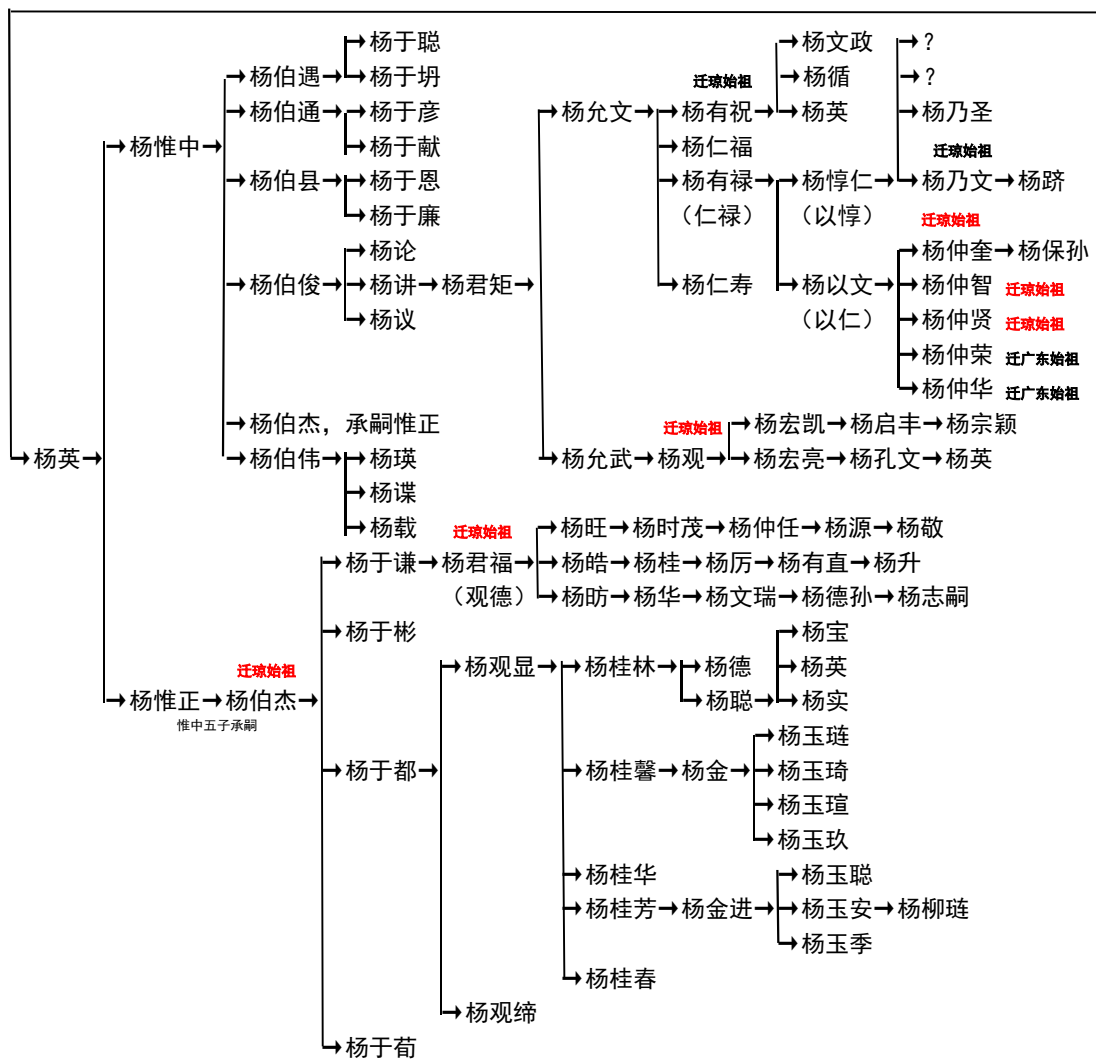 杨于聪 杨文政 ?
杨伯遇 杨于坍 迁琼始祖 杨循 ?
杨伯通 杨于彦 杨允文 杨有祝 杨英 杨乃圣
杨惟中 杨于献 杨仁福 迁琼始祖
杨伯县 杨于恩 杨有禄 杨惇仁 杨乃文 杨跻
杨于廉 （仁禄） （以惇） 迁琼始祖
杨论 杨仲奎 杨保孙
杨伯俊 杨讲 杨君矩 杨仁寿 杨以文 杨仲智 迁琼始祖
杨议 （以仁） 杨仲贤 迁琼始祖
杨仲荣 迁广东始祖
杨仲华 迁广东始祖
杨伯杰，承嗣惟正 迁琼始祖 杨宏凯 杨启丰 杨宗颖
杨英 杨伯伟 杨瑛 杨允武 杨观 杨宏亮 杨孔文 杨英
杨谍
杨载 迁琼始祖 杨旺 杨时茂 杨仲任 杨源 杨敬
杨于谦 杨君福 杨皓 杨桂 杨厉 杨有直 杨升
（观德） 杨昉 杨华 杨文瑞 杨德孙 杨志嗣
杨于彬 杨宝
迁琼始祖 杨观显 杨桂林 杨德 杨英
杨惟正 杨伯杰 杨聪 杨实
惟中五子承嗣
杨玉琏
杨于都 杨桂馨 杨金 杨玉琦
杨玉瑄
杨玉玖
杨桂华 杨玉聪
杨桂芳 杨金进 杨玉安 杨柳琏
杨玉季
杨桂春
杨观缔
杨于荀